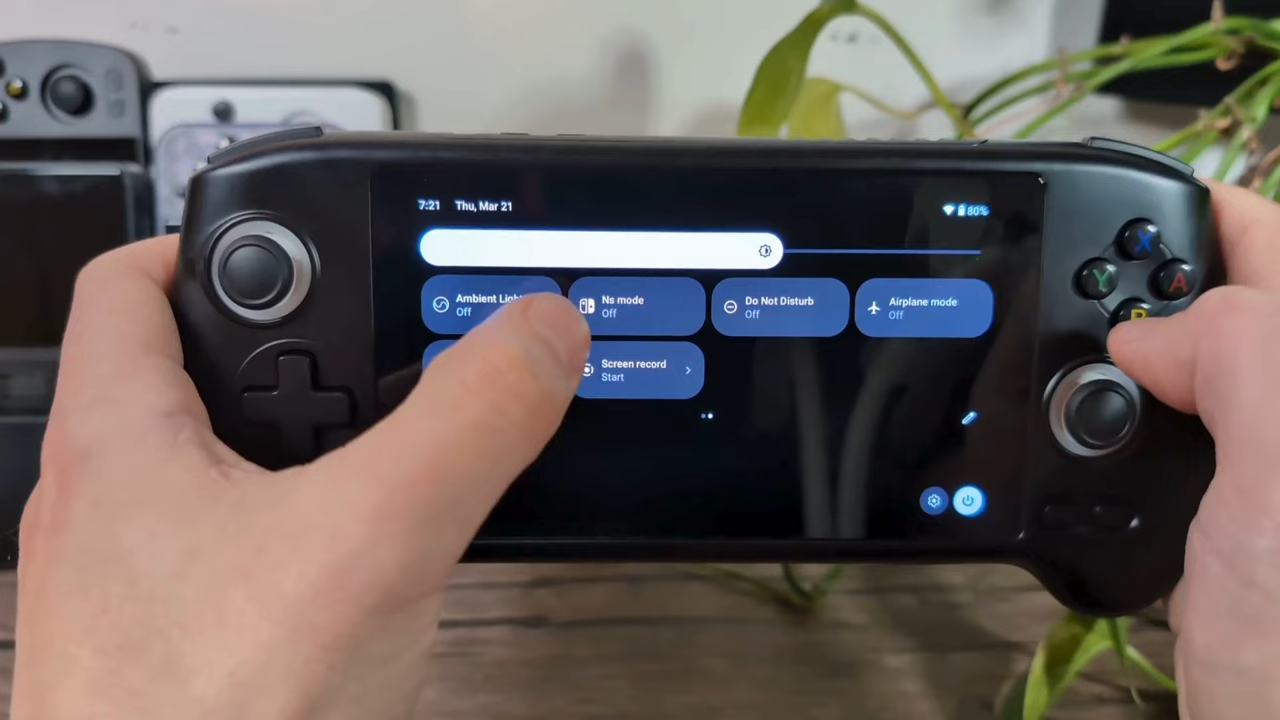 7:21 Thu, Mar 21
80%
Ambient
Off
Ns mode
Off
Do Not Disturb
Off
Airplane mode
Off
Screen record
Start
X
Y
A
B